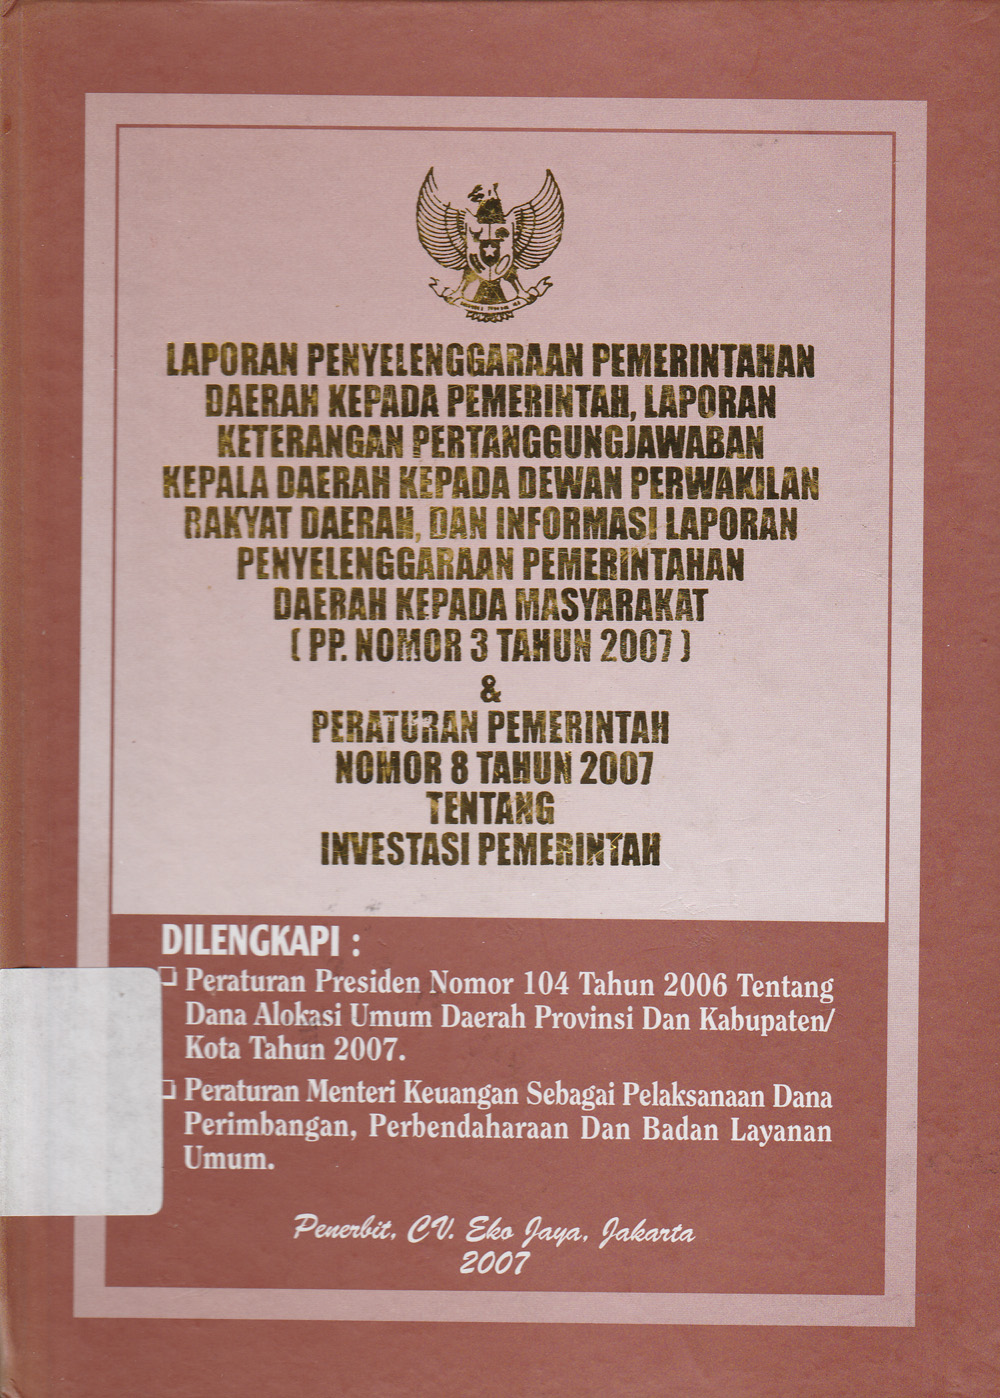 LAPORAN PENYELENGGARAAN PEMERINTAHAN
DAERAH KEPADA PEMERINTAH, LAPORAN
KETERANGAN PERTANGGUNGJAWABAN
KEPALA DAERAH KEPADA DEWAN PERWAKILAN
RAKYAT DAERAH, DAN INFORMASI LAPORAN
PENYELENGGARAAN PEMERINTAHAN
DAERAH KEPADA MASYARAKAT
( PP. NOMOR 3 TAHUN 2007 )
&
PERATURAN PEMERINTAH
NOMOR 8 TAHUN 2007
TENTANG
INVESTASI PEMERINTAH
DILENGKAPI :
❑ Peraturan Presiden Nomor 104 Tahun 2006 Tentang
Dana Alokasi Umum Daerah Provinsi Dan Kabupaten/
Kota Tahun 2007.
❑ Peraturan Menteri Keuangan Sebagai Pelaksanaan Dana
Perimbangan, Perbendaharaan Dan Badan Layanan
Umum.
Penerbit, CV. Eko Jaya, Jakarta
2007